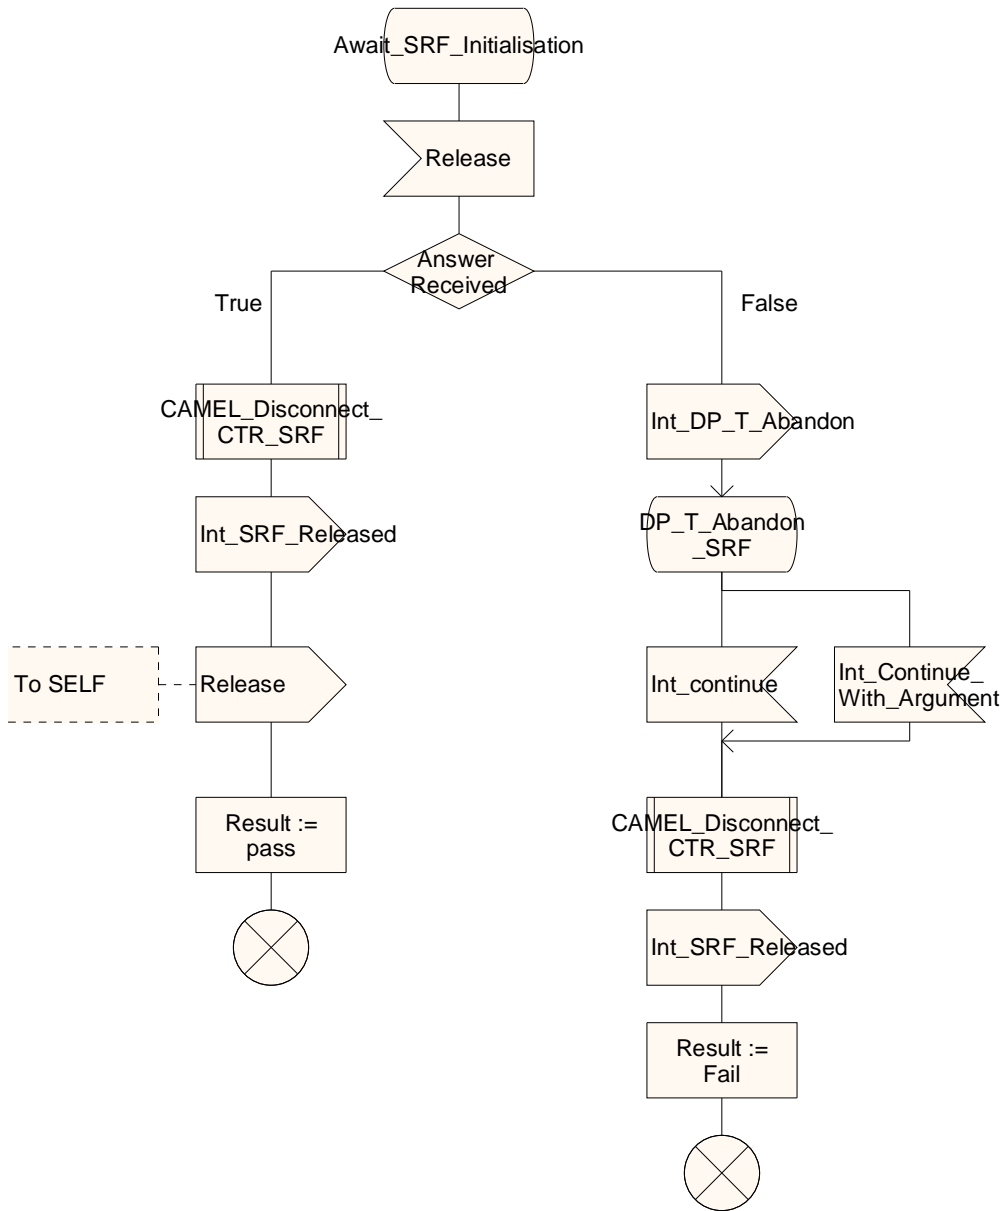 Await_SRF_Initialisation
Release
Answer
Received
True
False
CAMEL_Disconnect_
CTR_SRF
Int_DP_T_Abandon
Int_SRF_Released
DP_T_Abandon
_SRF
To SELF
Release
Int_continue
Int_Continue_
With_Argument
Result :=
pass
CAMEL_Disconnect_
CTR_SRF
Int_SRF_Released
Result :=
Fail